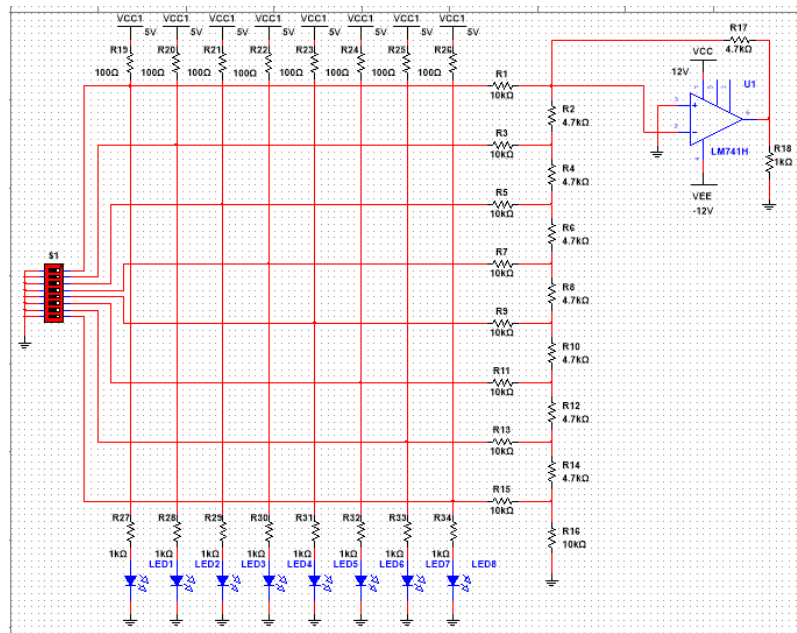 VCC1 VCC1 VCC1 VCC1 VCC1 VCC1 VCC1 VCC1
5V 5V 5V 5V 5V 5V 5V 5V
R19 R20 R21 R22 R23 R24 R25 R26
100Ω 100Ω 100Ω 100Ω 100Ω 100Ω 100Ω 100Ω
R17
4.7kΩ
VCC
12V
U1
3
2
6
4
LM741H
VEE
-12V
R18
1kΩ
R1
10kΩ
R2
4.7kΩ
R3
10kΩ
R4
4.7kΩ
R5
10kΩ
R6
4.7kΩ
R7
10kΩ
R8
4.7kΩ
R9
10kΩ
R10
4.7kΩ
R11
10kΩ
R12
4.7kΩ
R13
10kΩ
R14
4.7kΩ
R15
10kΩ
R16
10kΩ
S1
R27 R28 R29 R30 R31 R32 R33 R34
1kΩ 1kΩ 1kΩ 1kΩ 1kΩ 1kΩ 1kΩ 1kΩ
LED1 LED2 LED3 LED4 LED5 LED6 LED7 LED8